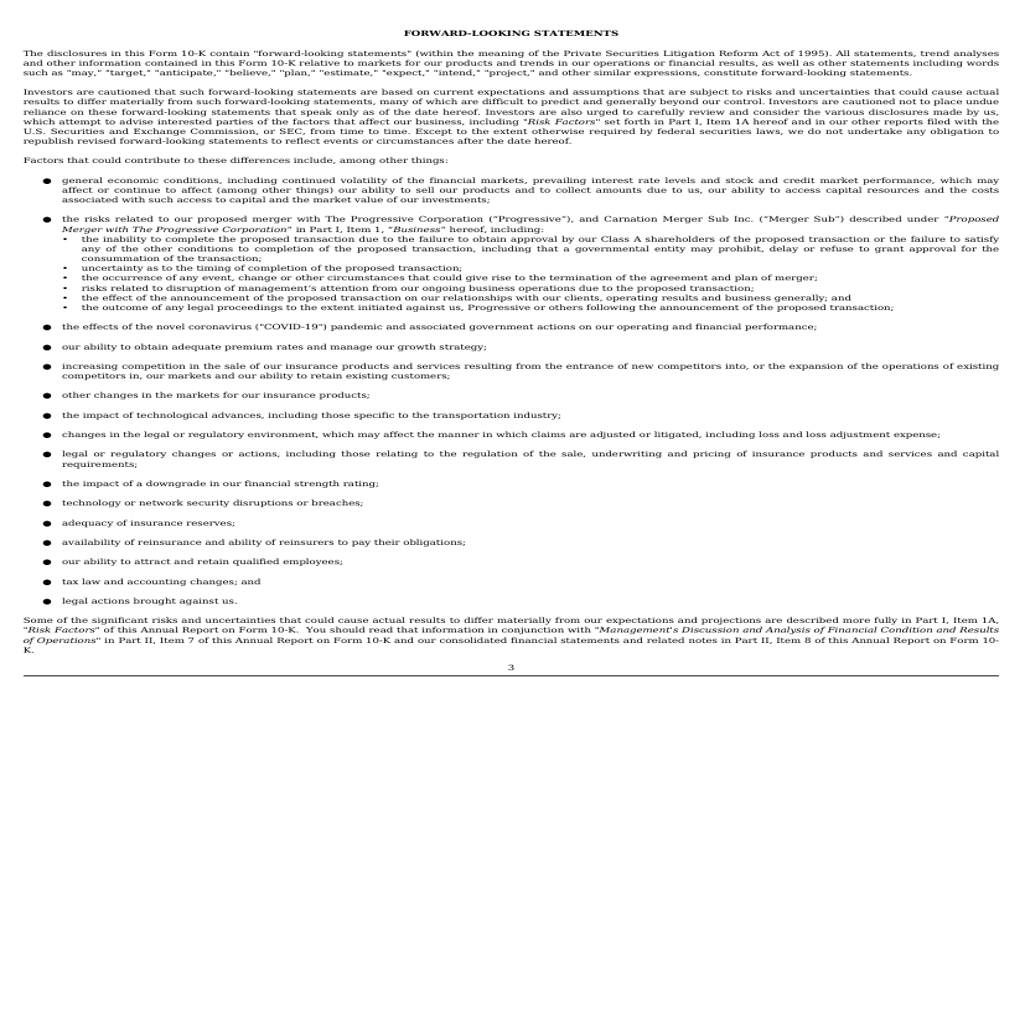 FORWARD-LOOKING STATEMENTS
The disclosures in this Form 10-K contain "forward-looking statements" (within the meaning of the Private Securities Litigation Reform Act of 1995). All statements, trend analyses
and other information contained in this Form 10-K relative to markets for our products and trends in our operations or financial results, as well as other statements including words
such as "may," "target," "anticipate," "believe," "plan," "estimate," "expect," "intend," "project," and other similar expressions, constitute forward-looking statements.
Investors are cautioned that such forward-looking statements are based on current expectations and assumptions that are subject to risks and uncertainties that could cause actual
results to differ materially from such forward-looking statements, many of which are difficult to predict and generally beyond our control. Investors are cautioned not to place undue
reliance on these forward-looking statements that speak only as of the date hereof. Investors are also urged to carefully review and consider the various disclosures made by us,
which attempt to advise interested parties of the factors that affect our business, including "Risk Factors" set forth in Part I, Item 1A hereof and in our other reports filed with the
U.S. Securities and Exchange Commission, or SEC, from time to time. Except to the extent otherwise required by federal securities laws, we do not undertake any obligation to
republish revised forward-looking statements to reflect events or circumstances after the date hereof.
Factors that could contribute to these differences include, among other things:
● general economic conditions, including continued volatility of the financial markets, prevailing interest rate levels and stock and credit market performance, which may
affect or continue to affect (among other things) our ability to sell our products and to collect amounts due to us, our ability to access capital resources and the costs
associated with such access to capital and the market value of our investments;
● the risks related to our proposed merger with The Progressive Corporation (“Progressive”), and Carnation Merger Sub Inc. (“Merger Sub”) described under “Proposed
Merger with The Progressive Corporation” in Part I, Item 1, “Business” hereof, including:
• the inability to complete the proposed transaction due to the failure to obtain approval by our Class A shareholders of the proposed transaction or the failure to satisfy
any of the other conditions to completion of the proposed transaction, including that a governmental entity may prohibit, delay or refuse to grant approval for the
consummation of the transaction;
• uncertainty as to the timing of completion of the proposed transaction;
• the occurrence of any event, change or other circumstances that could give rise to the termination of the agreement and plan of merger;
• risks related to disruption of management’s attention from our ongoing business operations due to the proposed transaction;
• the effect of the announcement of the proposed transaction on our relationships with our clients, operating results and business generally; and
• the outcome of any legal proceedings to the extent initiated against us, Progressive or others following the announcement of the proposed transaction;
● the effects of the novel coronavirus ("COVID-19") pandemic and associated government actions on our operating and financial performance;
● our ability to obtain adequate premium rates and manage our growth strategy;
● increasing competition in the sale of our insurance products and services resulting from the entrance of new competitors into, or the expansion of the operations of existing
competitors in, our markets and our ability to retain existing customers;
● other changes in the markets for our insurance products;
● the impact of technological advances, including those specific to the transportation industry;
● changes in the legal or regulatory environment, which may affect the manner in which claims are adjusted or litigated, including loss and loss adjustment expense;
● legal or regulatory changes or actions, including those relating to the regulation of the sale, underwriting and pricing of insurance products and services and capital
requirements;
● the impact of a downgrade in our financial strength rating;
● technology or network security disruptions or breaches;
● adequacy of insurance reserves;
● availability of reinsurance and ability of reinsurers to pay their obligations;
● our ability to attract and retain qualified employees;
● tax law and accounting changes; and
● legal actions brought against us.
Some of the significant risks and uncertainties that could cause actual results to differ materially from our expectations and projections are described more fully in Part I, Item 1A,
"Risk Factors" of this Annual Report on Form 10-K. You should read that information in conjunction with "Management's Discussion and Analysis of Financial Condition and Results
of Operations" in Part II, Item 7 of this Annual Report on Form 10-K and our consolidated financial statements and related notes in Part II, Item 8 of this Annual Report on Form 10-
K.
3